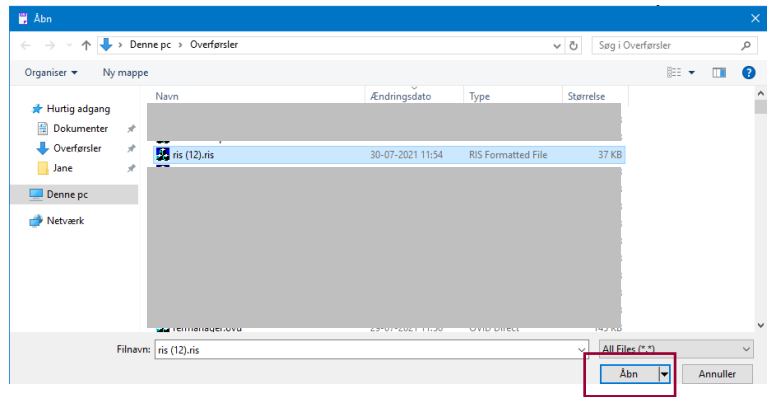 Åbn
Denne pc › Overførsler
Søg i Overførsler
Organiser
Ny mappe
Navn
Ændringsdato
Type
Størrelse
Hurtig adgang
Dokumenter
Overførsler
Jane
Denne pc
Netværk
ris (12).ris
30-07-2021 11:54
RIS Formatted File
37 KB
Filnavn:
ris (12).ris
All Files (*.*)
Åbn
Annuller